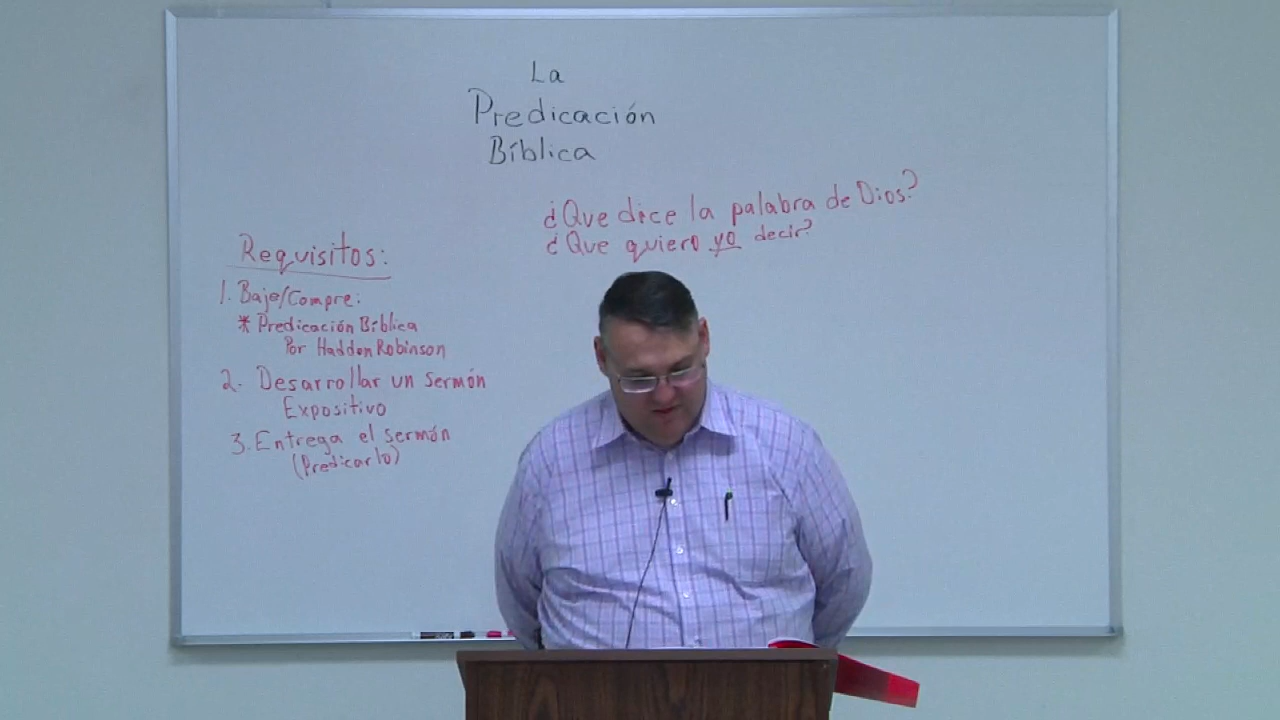 La
Predicación
Bíblica
¿Que dice la palabra de Dios?
¿Que quiero yo decir?
Requisitos:
1. Baje/Compre:
* Predicación Bíblica
Por Haddon Robinson
2. Desarrollar un sermón
Expositivo
3. Entrega el sermón
(Predicarlo)